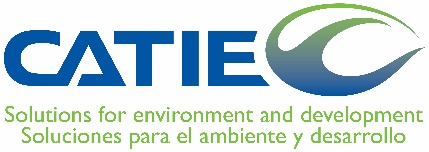 CATIE
Solutions for environment and development
Soluciones para el ambiente y desarrollo